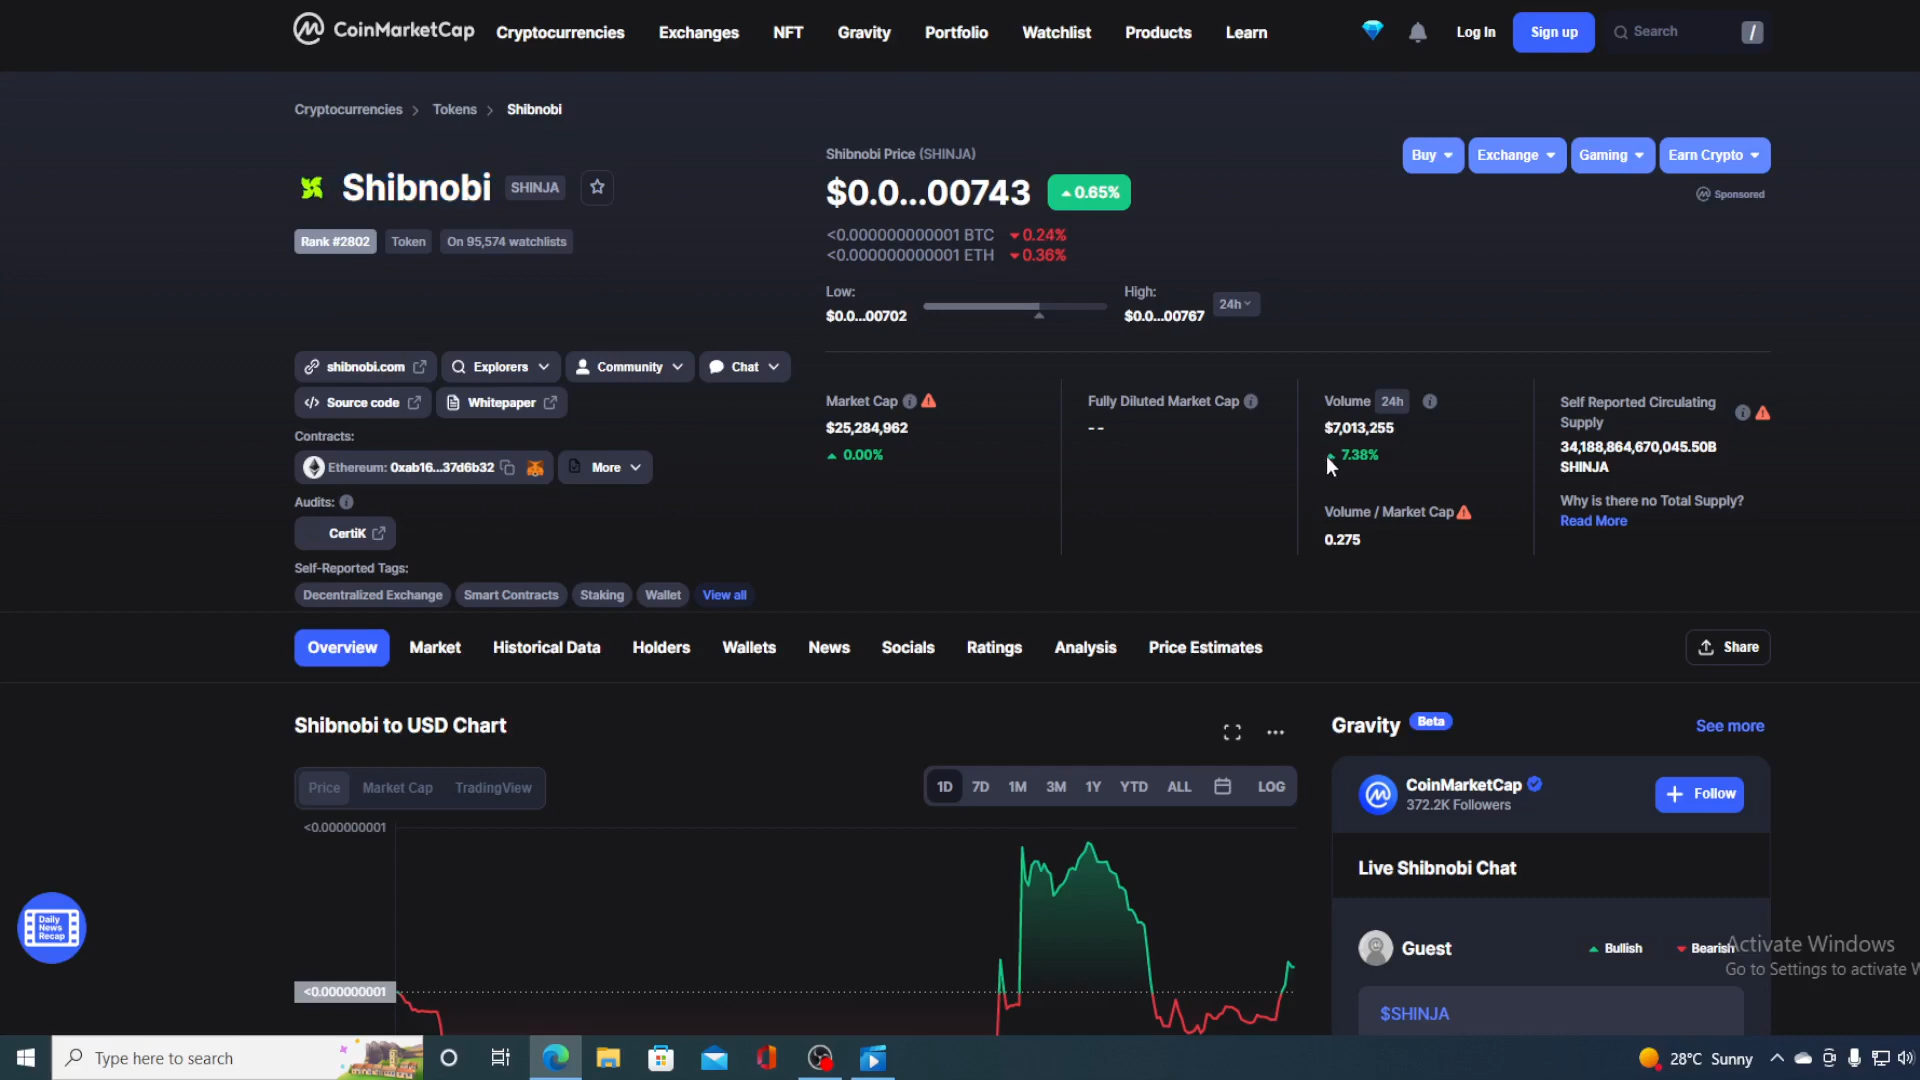 CoinMarketCap Cryptocurrencies Exchanges NFT Gravity Portfolio Watchlist Products Learn Log In Sign up Search /
Cryptocurrencies > Tokens > Shibnobi
Shibnobi SHINJA
Rank #2802 Token On 95,574 watchlists
shibnobi.com Explorers Community Chat
Source code Whitepaper
Contracts:
Ethereum: 0xab16...37d6b32 More
Audits:
CertiK
Self-Reported Tags:
Decentralized Exchange Smart Contracts Staking Wallet View all
Shibnobi Price (SHINJA)
$0.0...00743 0.65%
<0.000000000001 BTC 0.24%
<0.000000000001 ETH 0.36%
Low:
$0.0...00702
High:
$0.0...00767
24h
Buy Exchange Gaming Earn Crypto
Sponsored
Market Cap
$25,284,962
0.00%
Fully Diluted Market Cap
- -
Volume 24h
$7,013,255
7.38%
Volume / Market Cap
0.275
Self Reported Circulating
Supply
34,188,864,670,045.50B
SHINJA
Why is there no Total Supply?
Read More
Overview Market Historical Data Holders Wallets News Socials Ratings Analysis Price Estimates Share
Shibnobi to USD Chart
Price Market Cap TradingView
1D 7D 1M 3M 1Y YTD ALL LOG
<0.000000001
<0.000000001
Daily
News
Recap
Gravity Beta See more
CoinMarketCap
372.2K Followers
Follow
Live Shibnobi Chat
Guest Bullish Bearish
$SHINJA
Activate Windows
Go to Settings to activate W
Type here to search
28°C Sunny